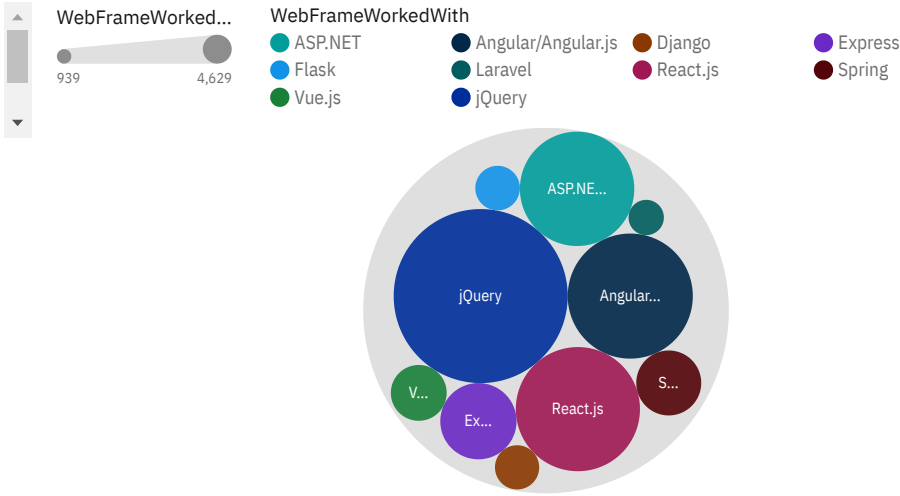 WebFrameWorked...
939 4,629
WebFrameWorkedWith
ASP.NET Angular/Angular.js Django Express
Flask Laravel React.js Spring
Vue.js jQuery
ASP.NE...
jQuery Angular...
S...
V...
React.js
Ex...